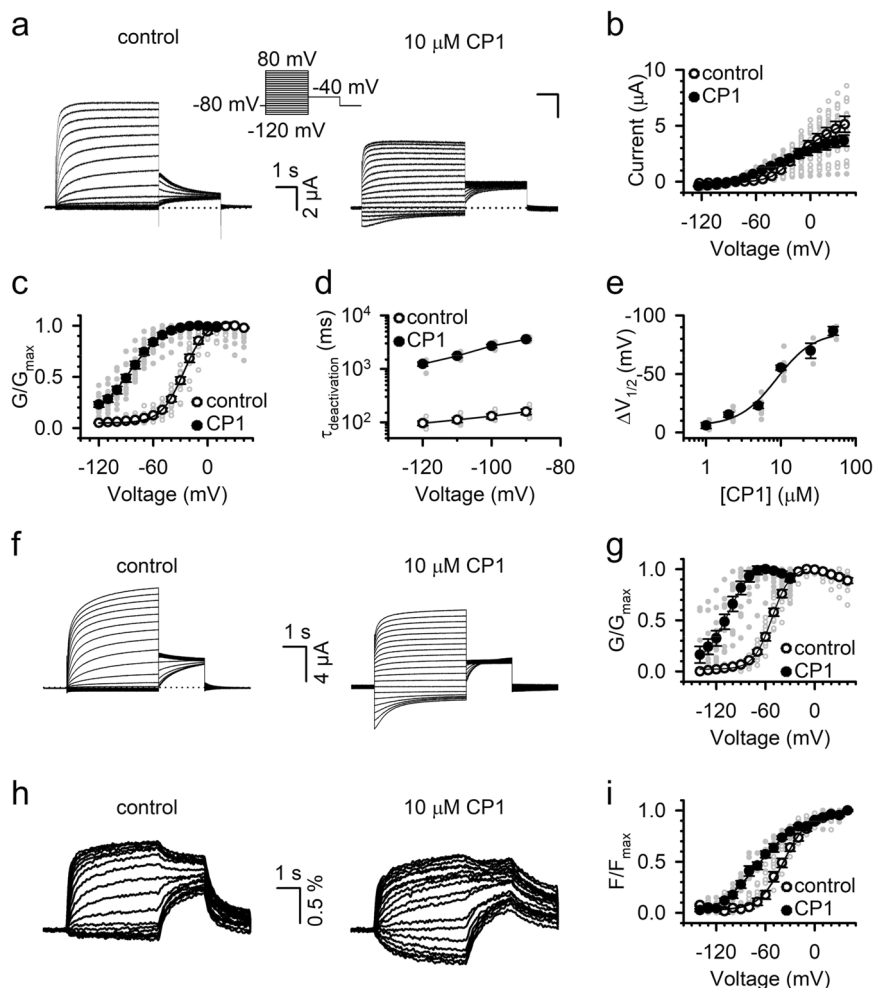 a
control
80 mV
-40 mV
-80 mV
-120 mV
1 s
2 μA
10 μM CP1
b
Current (μA)
10
5
0
control
CP1
-120 -60 0
Voltage (mV)
c
G/Gmax
1.0
0.5
0.0
control
CP1
-120 -60 0
Voltage (mV)
d
τdeactivation (ms)
10⁴
10³
10²
control
CP1
-120 -100 -80
Voltage (mV)
e
ΔV1/2 (mV)
-100
-50
0
1 10 100
[CP1] (μM)
f
control
1 s
4 μA
10 μM CP1
g
G/Gmax
1.0
0.5
0.0
control
CP1
-120 -60 0
Voltage (mV)
h
control
1 s
0.5 %
10 μM CP1
i
F/Fmax
1.0
0.5
0.0
control
CP1
-120 -60 0
Voltage (mV)